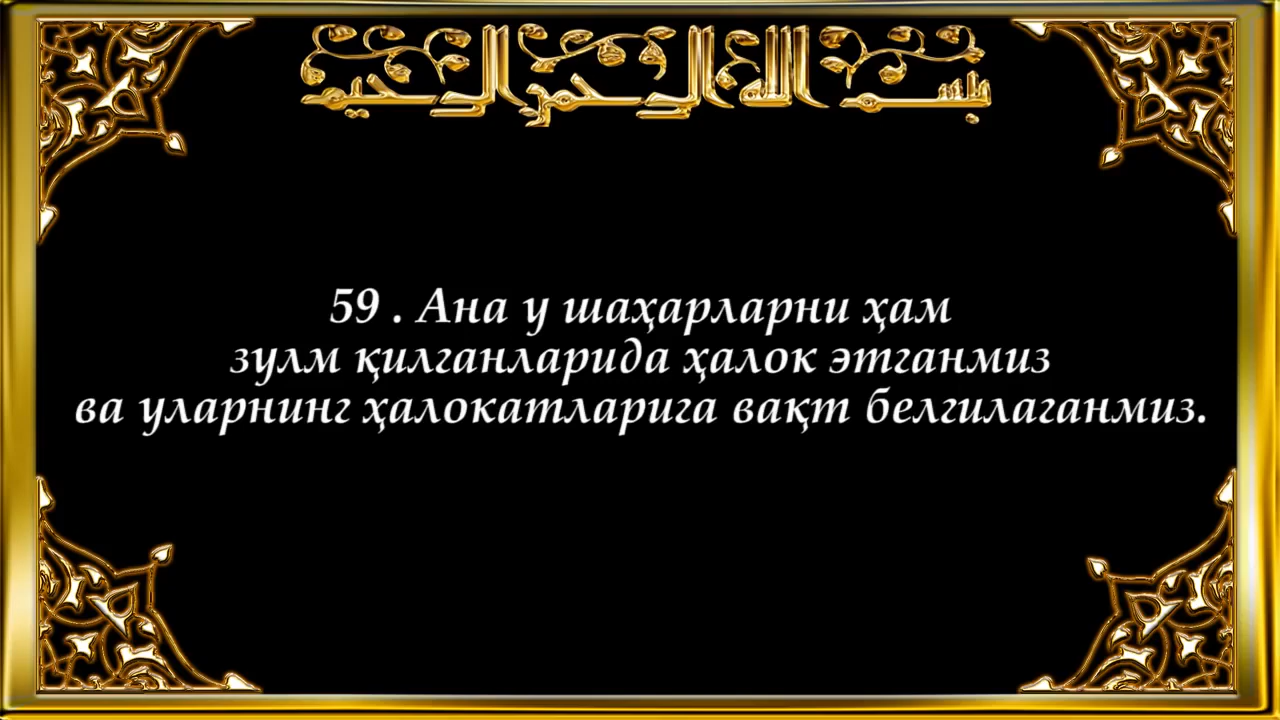 بسم الله الرحمن الرحيم
59 . Ана у шаҳарларни ҳам
зулм қилганларида ҳалок этганмиз
ва уларнинг ҳалокатларига вақт белгилаганмиз.